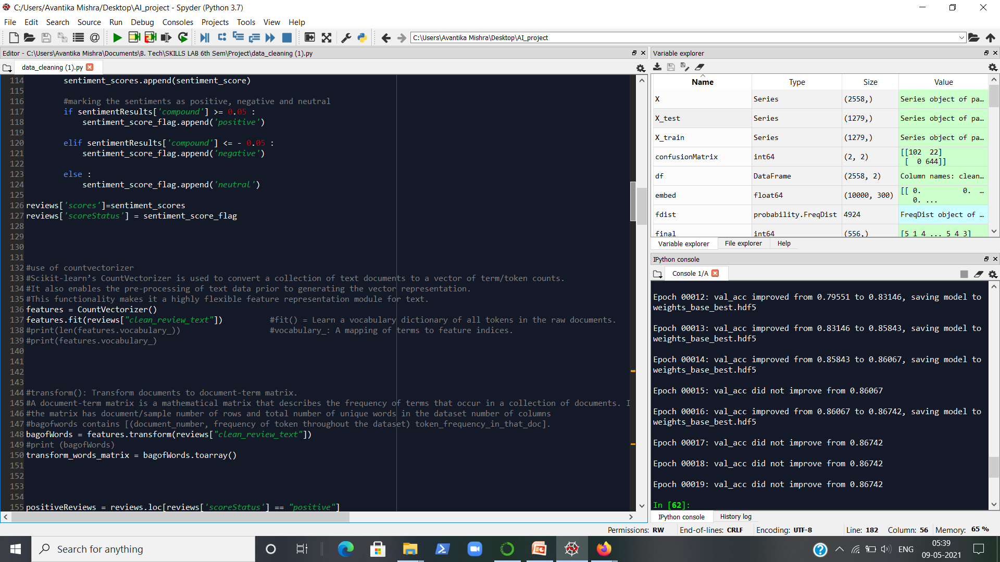 C:/Users/Avantika Mishra/Desktop\AI_project - Spyder (Python 3.7)
File Edit Search Source Run Debug Consoles Projects Tools View Help
C:\Users\Avantika Mishra\Desktop\AI_project
Editor - C:\Users\Avantika Mishra\Documents\B. Tech\SKILLS LAB 6th Sem\Project\data_cleaning (1).py
data_cleaning (1).py
114 sentiment_scores.append(sentiment_score)
115
116 #marking the sentiments as positive, negative and neutral
117 if sentimentResults['compound'] >= 0.05 :
118 sentiment_score_flag.append('positive')
119
120 elif sentimentResults['compound'] <= - 0.05 :
121 sentiment_score_flag.append('negative')
122
123 else :
124 sentiment_score_flag.append('neutral')
125
126 reviews['scores']=sentiment_scores
127 reviews['scoreStatus'] = sentiment_score_flag
128
129
130
131
132 #use of countvectorizer
133 #Scikit-learn’s CountVectorizer is used to convert a collection of text documents to a vector of term/token counts.
134 #It also enables the pre-processing of text data prior to generating the vector representation.
135 #This functionality makes it a highly flexible feature representation module for text.
136 features = CountVectorizer()
137 features.fit(reviews["clean_review_text"]) #fit() = Learn a vocabulary dictionary of all tokens in the raw documents.
138 #print(len(features.vocabulary_)) #vocabulary_: A mapping of terms to feature indices.
139 #print(features.vocabulary_)
140
141
142
143
144 #transform(): Transform documents to document-term matrix.
145 #A document-term matrix is a mathematical matrix that describes the frequency of terms that occur in a collection of documents. I
146 #the matrix has document/sample number of rows and total number of unique words in the dataset number of columns
147 #bagofwords contains [(document_number, frequency of token throughout the dataset) token_frequency_in_that_doc].
148 bagofWords = features.transform(reviews["clean_review_text"])
149 #print (bagofWords)
150 transform_words_matrix = bagofWords.toarray()
151
152
153
154
155 positiveReviews = reviews.loc[reviews['scoreStatus'] == "positive"]
Variable explorer
Name Type Size Value
X Series (2558,) Series object of pa…
X_test Series (1279,) Series object of pa…
X_train Series (1279,) Series object of pa…
confusionMatrix int64 (2, 2) [[102 22]
[ 0 644]]
df DataFrame (2558, 2) Column names: clean…
embed float64 (10000, 300) [[ 0. 0. …
0. ...
fdist probability.FreqDist 4924 FreqDist object of …
final int64 (556,) [5 1 4 ... 5 4 3]
Variable explorer File explorer Help
IPython console
Console 1/A
Epoch 00012: val_acc improved from 0.79551 to 0.83146, saving model to
weights_base_best.hdf5
Epoch 00013: val_acc improved from 0.83146 to 0.85843, saving model to
weights_base_best.hdf5
Epoch 00014: val_acc improved from 0.85843 to 0.86067, saving model to
weights_base_best.hdf5
Epoch 00015: val_acc did not improve from 0.86067
Epoch 00016: val_acc improved from 0.86067 to 0.86742, saving model to
weights_base_best.hdf5
Epoch 00017: val_acc did not improve from 0.86742
Epoch 00018: val_acc did not improve from 0.86742
Epoch 00019: val_acc did not improve from 0.86742
In [62]:
IPython console History log
Permissions: RW End-of-lines: CRLF Encoding: UTF-8 Line: 182 Column: 56 Memory: 65 %
Search for anything
ENG
05:39
09-05-2021